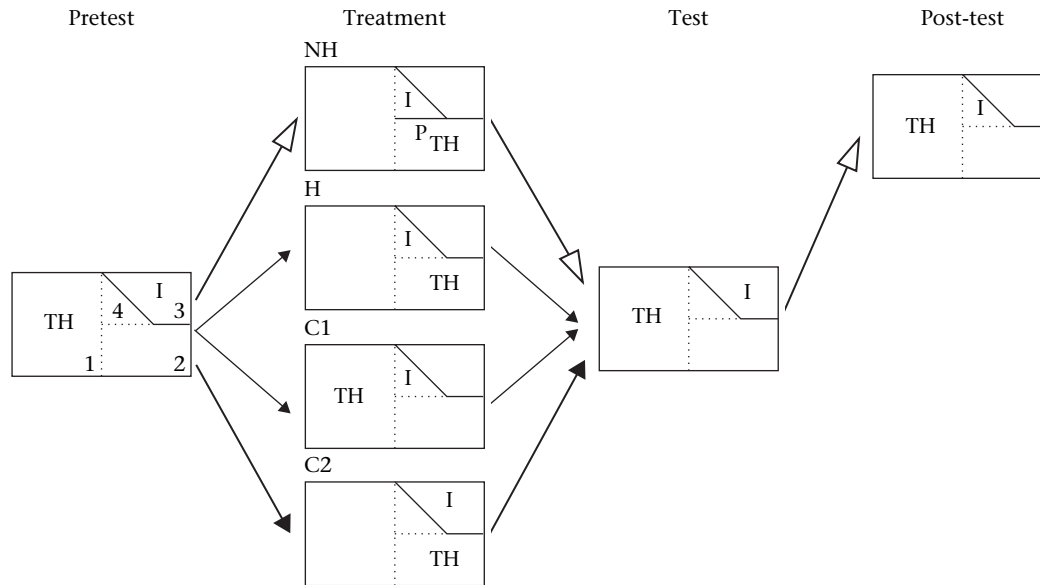 Pretest
Treatment
Test
Post-test
NH
I
P
TH
H
I
TH
C1
TH
I
C2
I
TH
TH
I
4
3
1
2
TH
I
TH
I